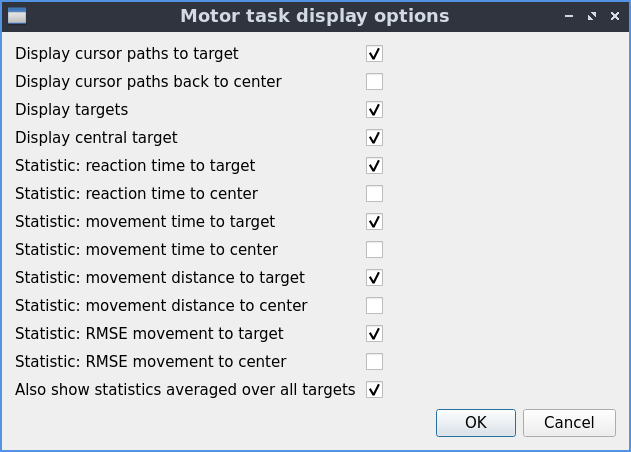 Motor task display options
Display cursor paths to target
Display cursor paths back to center
Display targets
Display central target
Statistic: reaction time to target
Statistic: reaction time to center
Statistic: movement time to target
Statistic: movement time to center
Statistic: movement distance to target
Statistic: movement distance to center
Statistic: RMSE movement to target
Statistic: RMSE movement to center
Also show statistics averaged over all targets
OK Cancel